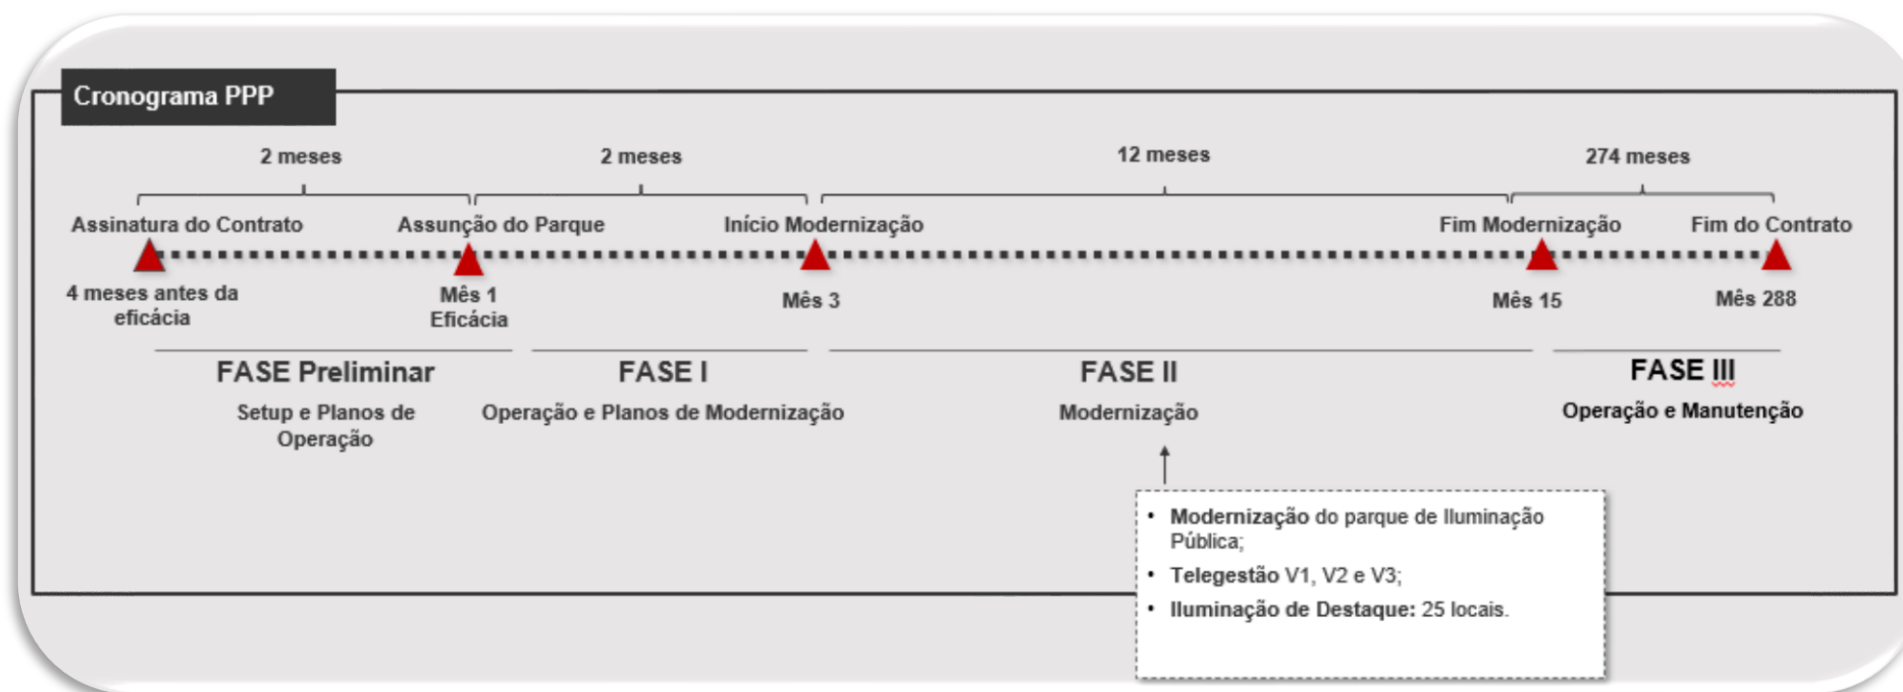 Cronograma PPP
2 meses
2 meses
12 meses
274 meses
Assinatura do Contrato
Assunção do Parque
Início Modernização
Fim Modernização
Fim do Contrato
4 meses antes da
eficácia
Mês 1
Eficácia
Mês 3
Mês 15
Mês 288
FASE Preliminar
FASE I
FASE II
FASE III
Setup e Planos de
Operação
Operação e Planos de Modernização
Modernização
Operação e Manutenção
• Modernização do parque de Iluminação
Pública;
• Telegestão V1, V2 e V3;
• Iluminação de Destaque: 25 locais.